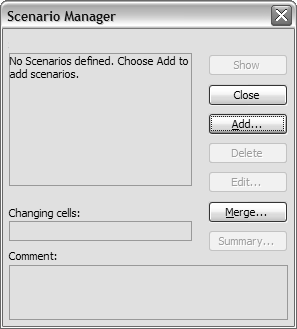 Scenario Manager
No Scenarios defined. Choose Add to
add scenarios.
Show
Close
Add...
Delete
Edit...
Merge...
Summary...
Changing cells:
Comment: